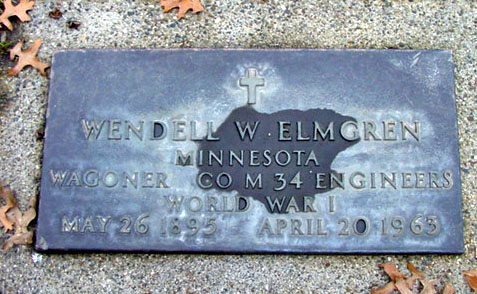 WENDELL W. ELMGREN
MINNESOTA
WAGONER CO M 34 ENGINEERS
WORLD WAR I
MAY 26 1895 APRIL 20 1963